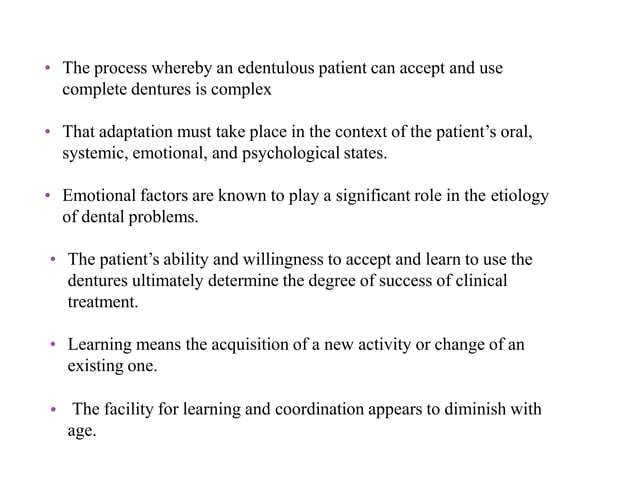 • The process whereby an edentulous patient can accept and use
complete dentures is complex
• That adaptation must take place in the context of the patient’s oral,
systemic, emotional, and psychological states.
• Emotional factors are known to play a significant role in the etiology
of dental problems.
• The patient’s ability and willingness to accept and learn to use the
dentures ultimately determine the degree of success of clinical
treatment.
• Learning means the acquisition of a new activity or change of an
existing one.
• The facility for learning and coordination appears to diminish with
age.